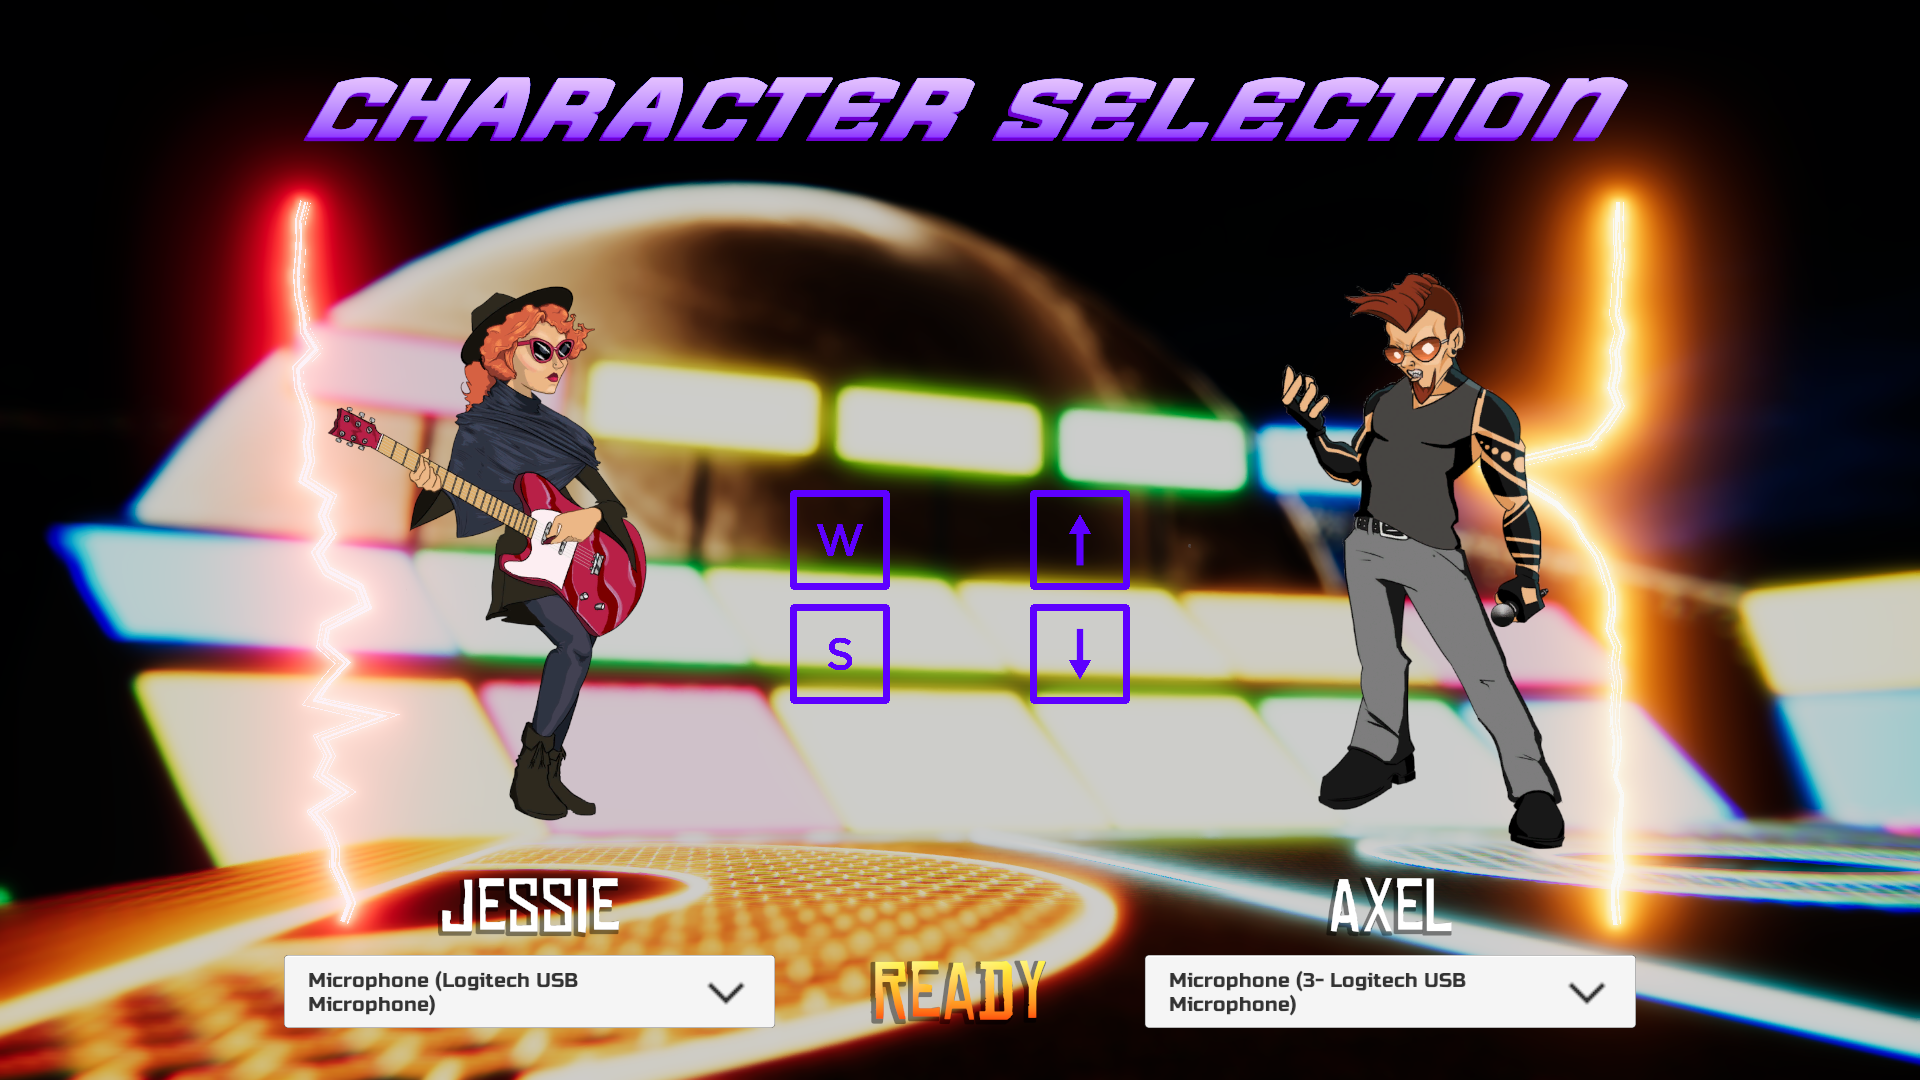 CHARACTER SELECTION
W
↑
S
↓
JESSIE
AXEL
Microphone (Logitech USB
Microphone)
READY
Microphone (3- Logitech USB
Microphone)